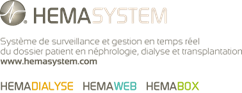 HEMASYSTEM
Système de surveillance et gestion en temps réel
du dossier patient en néphrologie, dialyse et transplantation
www.hemasystem.com
HEMADIALYSE HEMAWEB HEMABOX